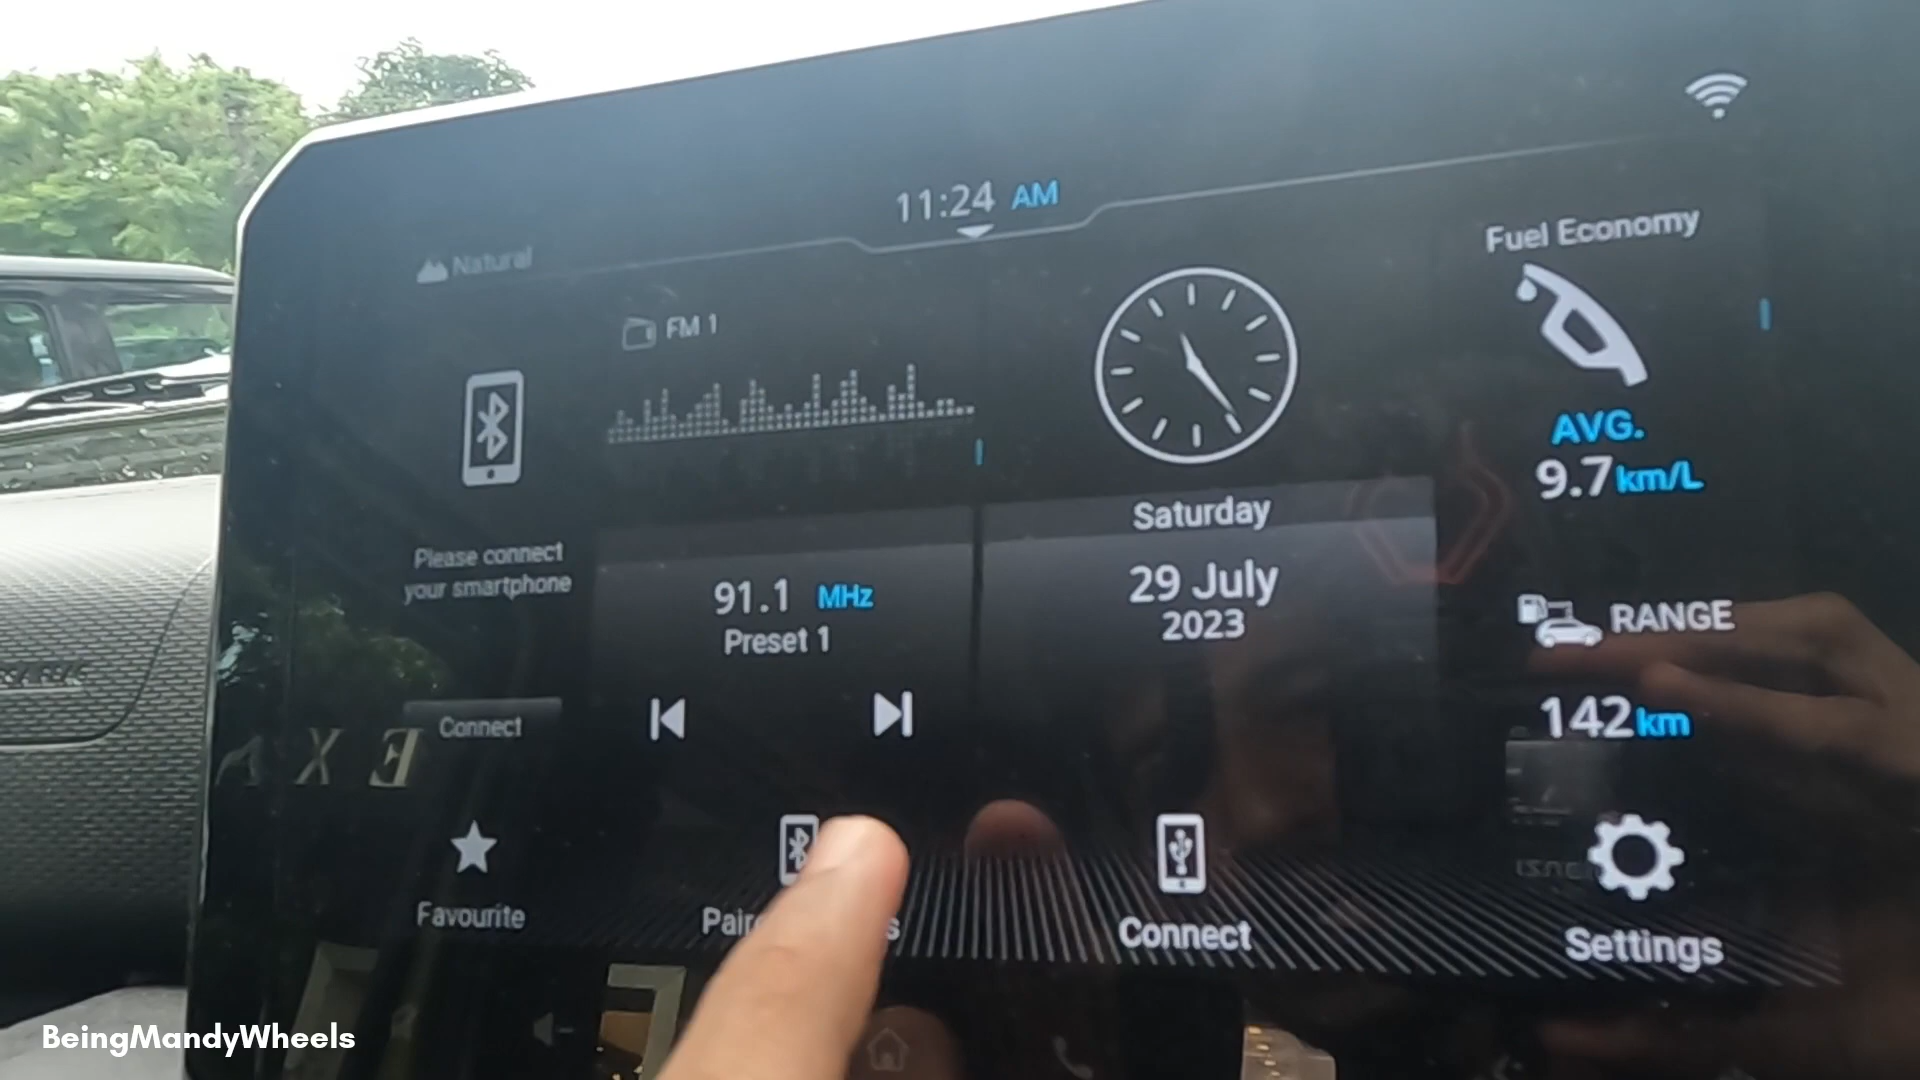 11:24 AM
Natural
FM 1
Fuel Economy
AVG.
9.7 km/L
Please connect
your smartphone
Saturday
29 July
2023
91.1 MHz
Preset 1
RANGE
142 km
Connect
Favourite
Connect
Settings
BeingMandyWheels